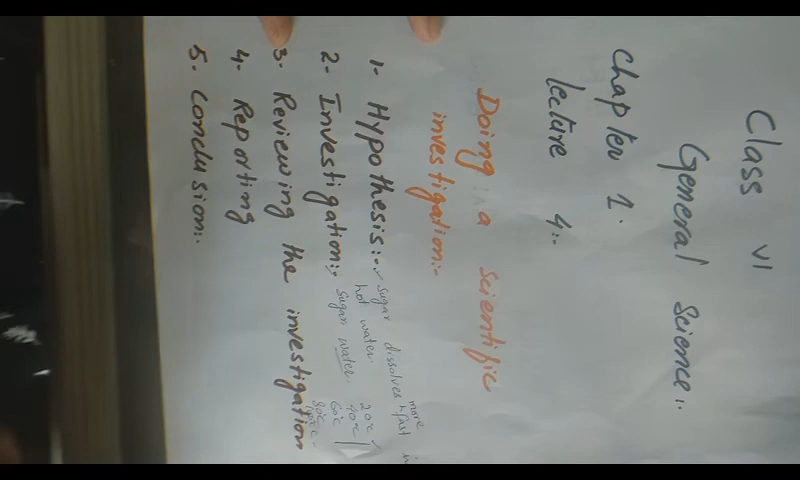 Class VI
General Science:.
Chapter 1.
lecture 4:-
Doing a scientific
investigation:-
1- Hypothesis:- sugar dissolves more fast in
hot water.
2- Investigation:- sugar water. 20°C
40°C
60°C
80°C
3- Reviewing the investigation
4- Reporting
5. Conclusion:.